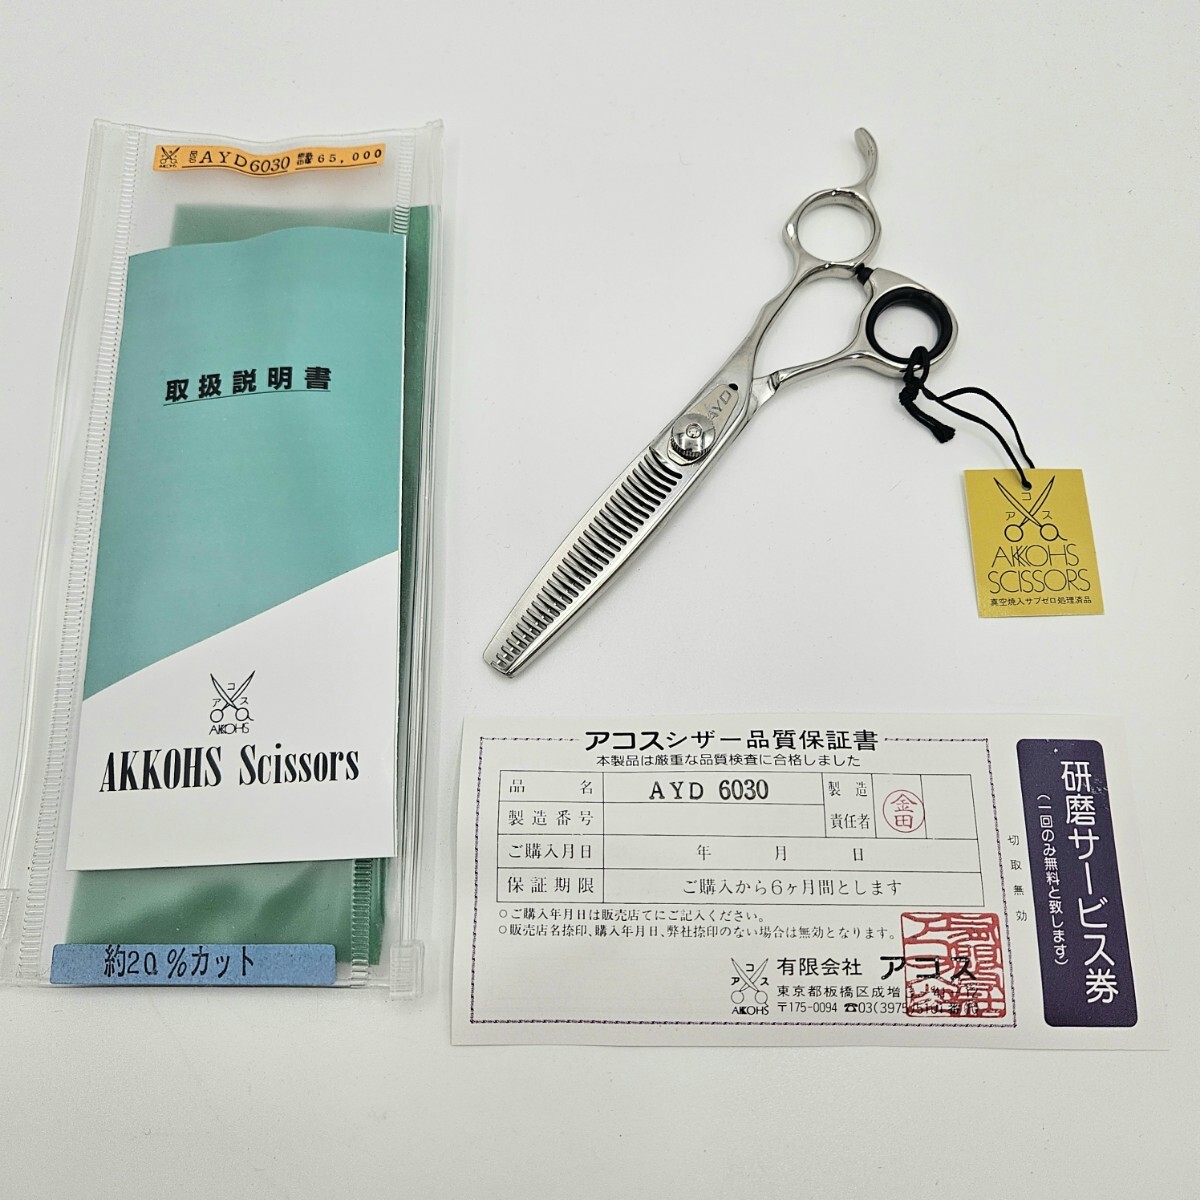 AYD6030 65,000
取扱説明書
アコス
AKKOHS
AKKOHS Scissors
約20%カット
AYD
アコス
AKKOHS
SCISSORS
真空焼入サブゼロ処理済品
アコスシザー品質保証書
本製品は厳重な品質検査に合格しました
品名 AYD 6030 製造責任者 金田
製造番号
ご購入月日 年 月 日
保証期限 ご購入から6ヶ月間とします
○ご購入年月日は販売店てにご記入ください。
○販売店名捺印、購入年月日、弊社捺印のない場合は無効となります。
アコス
AKKOHS
有限会社 アコス
東京都板橋区成増
〒175-0094 ☎03(3975)
切取無効
研磨サービス券
(一回のみ無料と致します)